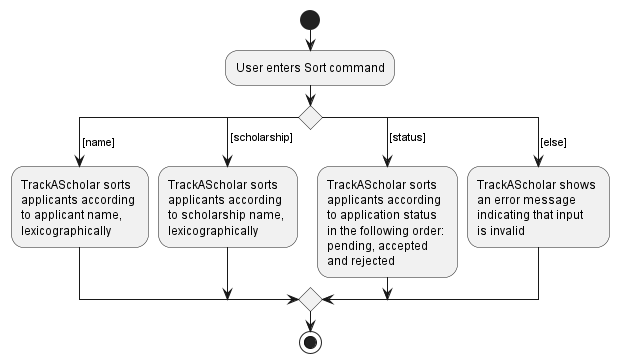 User enters Sort command
[name]
[scholarship]
[status]
[else]
TrackAScholar sorts
applicants according
to applicant name,
lexicographically
TrackAScholar sorts
applicants according
to scholarship name,
lexicographically
TrackAScholar sorts
applicants according
to application status
in the following order:
pending, accepted
and rejected
TrackAScholar shows
an error message
indicating that input
is invalid